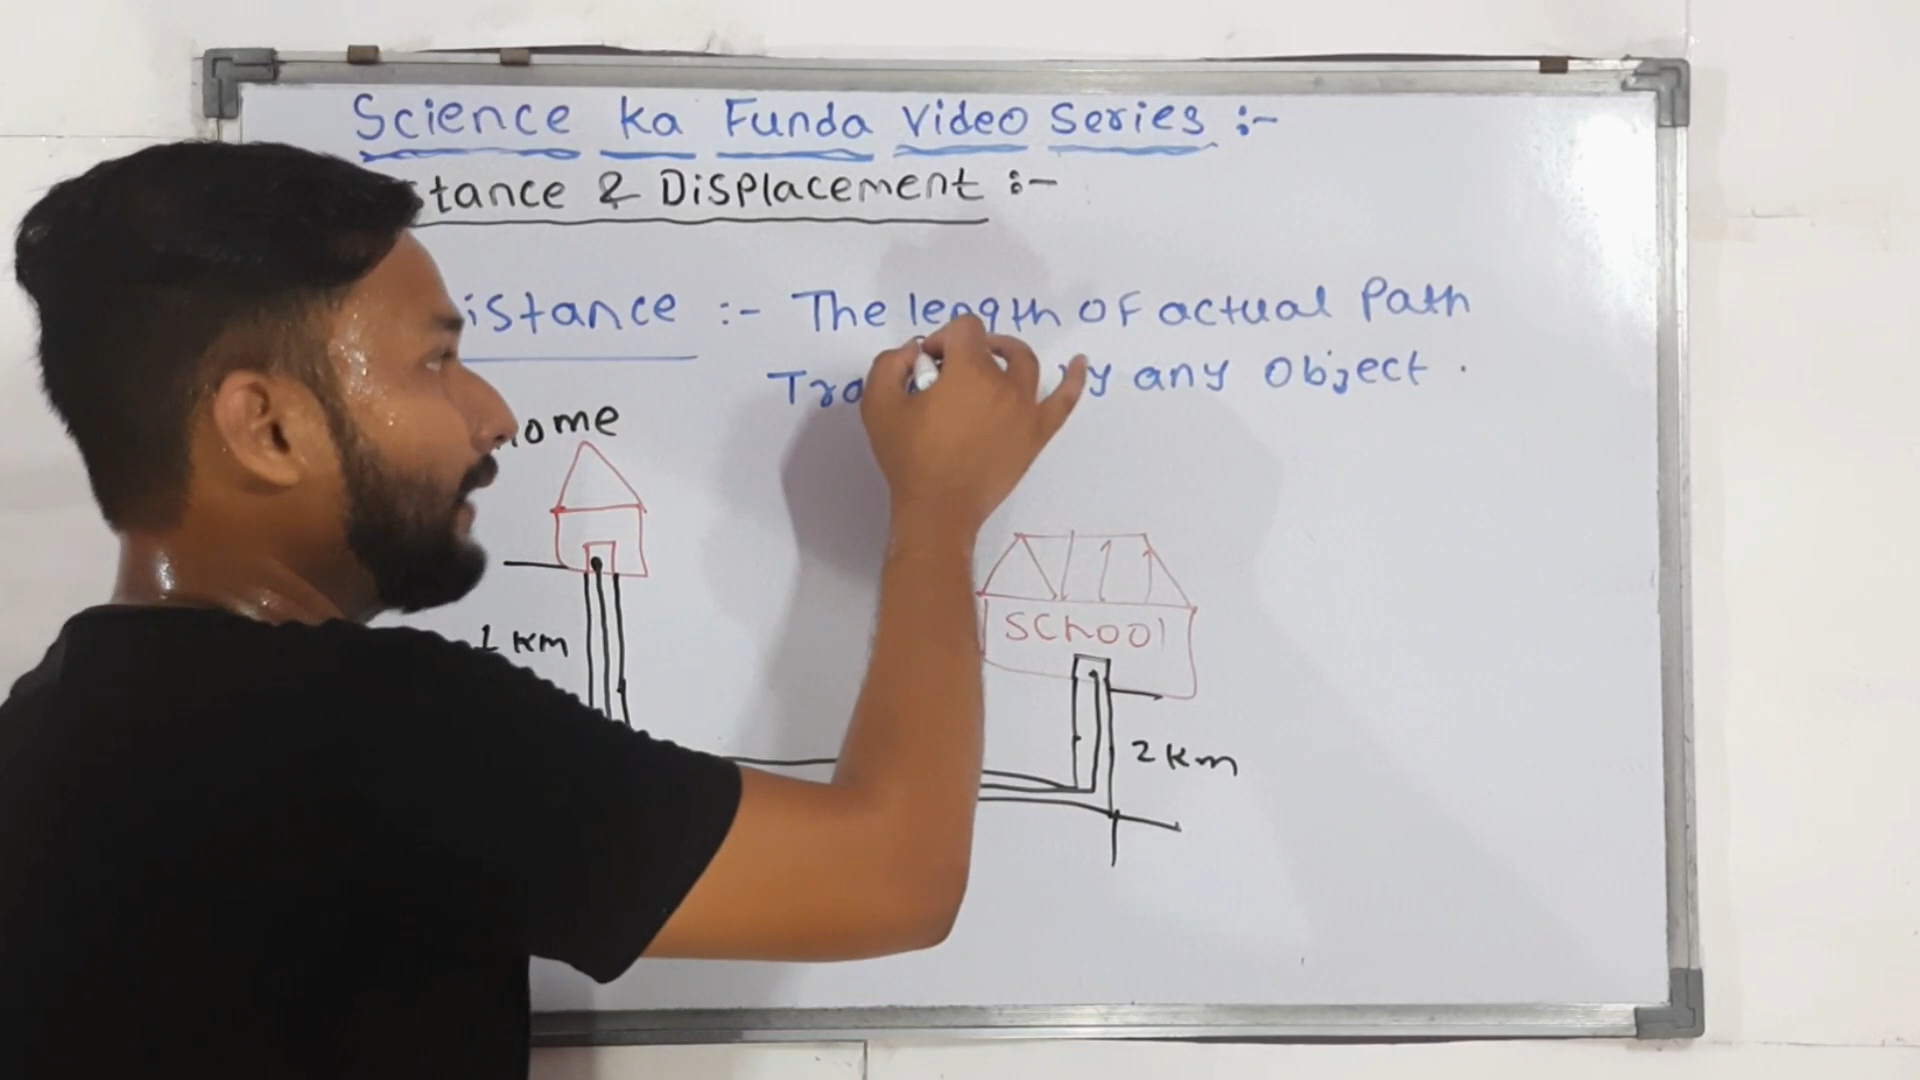 Science ka Funda Video Series :-
stance & Displacement :-
istance :- The length of actual Path
Tra y any Object .
ome
1 Km
School
2 Km